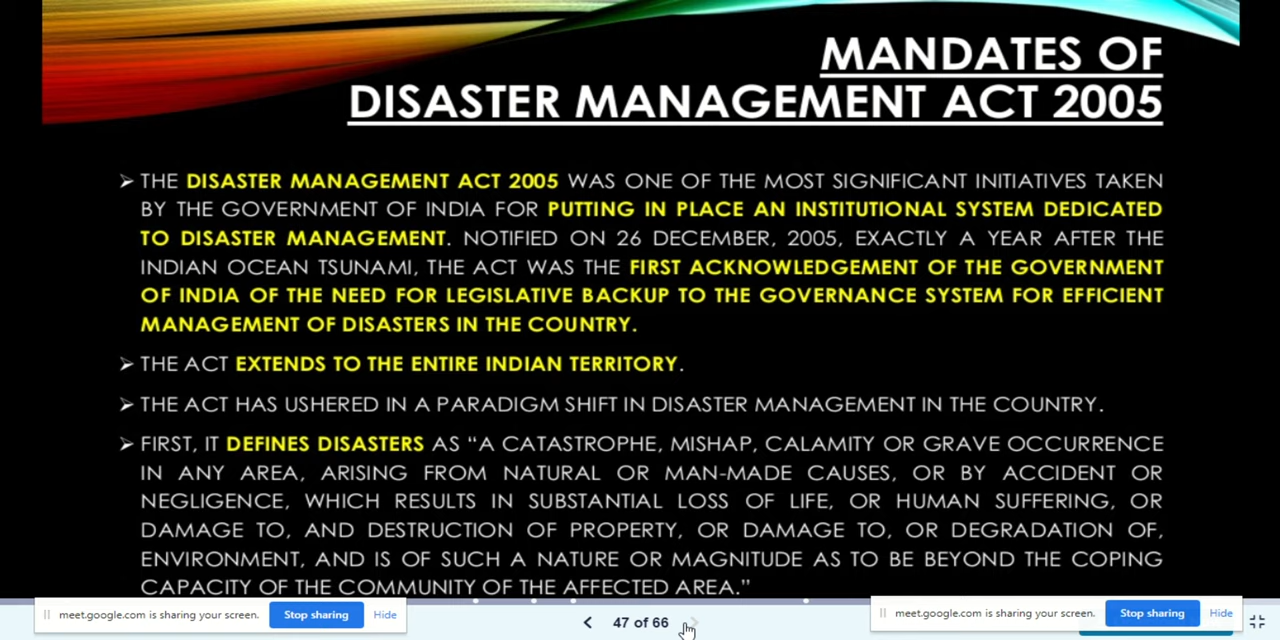 MANDATES OF
DISASTER MANAGEMENT ACT 2005
THE DISASTER MANAGEMENT ACT 2005 WAS ONE OF THE MOST SIGNIFICANT INITIATIVES TAKEN
BY THE GOVERNMENT OF INDIA FOR PUTTING IN PLACE AN INSTITUTIONAL SYSTEM DEDICATED
TO DISASTER MANAGEMENT. NOTIFIED ON 26 DECEMBER, 2005, EXACTLY A YEAR AFTER THE
INDIAN OCEAN TSUNAMI, THE ACT WAS THE FIRST ACKNOWLEDGEMENT OF THE GOVERNMENT
OF INDIA OF THE NEED FOR LEGISLATIVE BACKUP TO THE GOVERNANCE SYSTEM FOR EFFICIENT
MANAGEMENT OF DISASTERS IN THE COUNTRY.
THE ACT EXTENDS TO THE ENTIRE INDIAN TERRITORY.
THE ACT HAS USHERED IN A PARADIGM SHIFT IN DISASTER MANAGEMENT IN THE COUNTRY.
FIRST, IT DEFINES DISASTERS AS “A CATASTROPHE, MISHAP, CALAMITY OR GRAVE OCCURRENCE
IN ANY AREA, ARISING FROM NATURAL OR MAN-MADE CAUSES, OR BY ACCIDENT OR
NEGLIGENCE, WHICH RESULTS IN SUBSTANTIAL LOSS OF LIFE, OR HUMAN SUFFERING, OR
DAMAGE TO, AND DESTRUCTION OF PROPERTY, OR DAMAGE TO, OR DEGRADATION OF,
ENVIRONMENT, AND IS OF SUCH A NATURE OR MAGNITUDE AS TO BE BEYOND THE COPING
CAPACITY OF THE COMMUNITY OF THE AFFECTED AREA.”
meet.google.com is sharing your screen. Stop sharing Hide
47 of 66
meet.google.com is sharing your screen. Stop sharing Hide